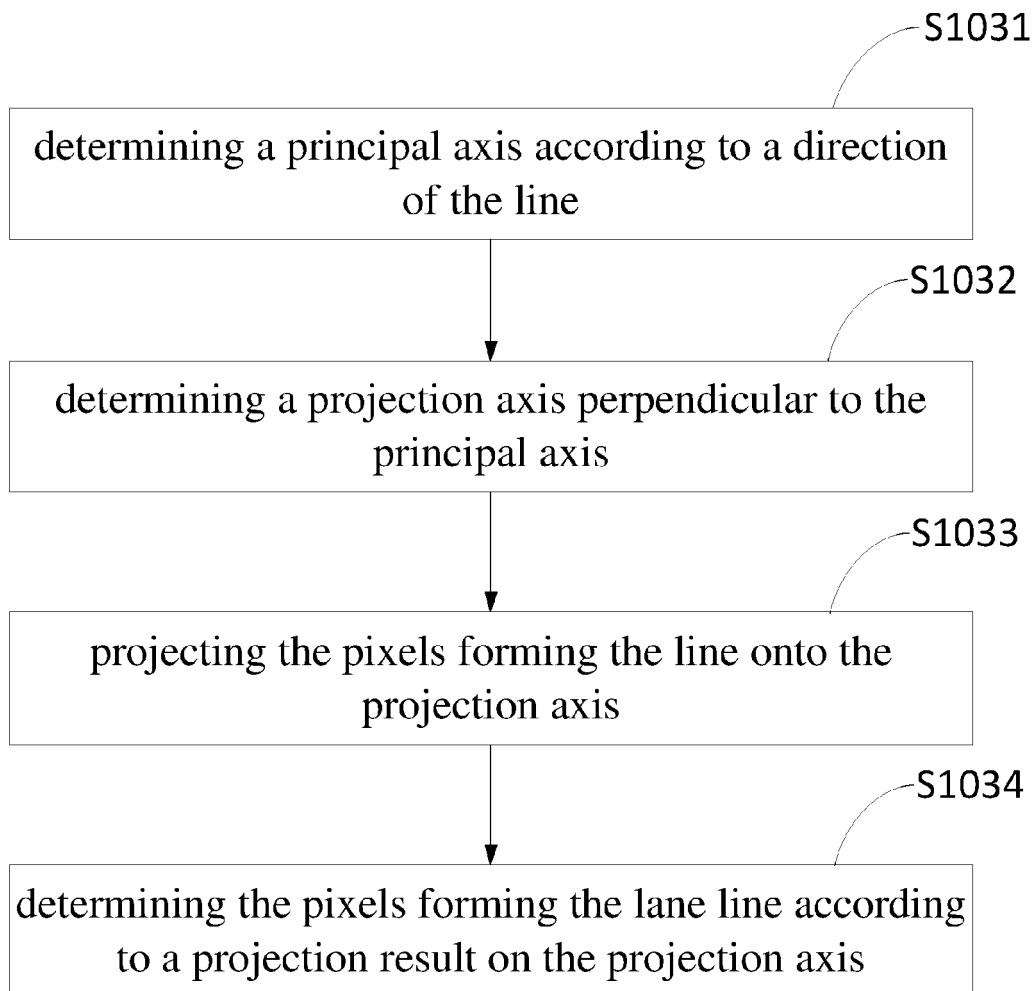 S1031
determining a principal axis according to a direction
of the line
S1032
determining a projection axis perpendicular to the
principal axis
S1033
projecting the pixels forming the line onto the
projection axis
S1034
determining the pixels forming the lane line according
to a projection result on the projection axis